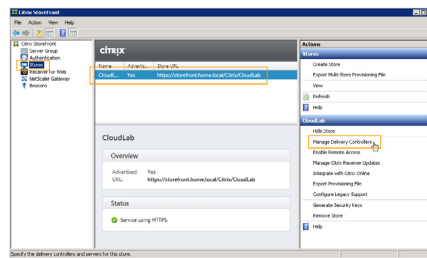 Citrix StoreFront
File Action View Help
Citrix StoreFront
Server Group
Authentication
Stores
Receiver for Web
NetScaler Gateway
Beacons
CİTRIX
Name Adverti... Store URL
CloudL... Yes https://storefront.home.local/Citrix/CloudLab
CloudLab
Overview
Advertised: Yes
URL: https://storefront.home.local/Citrix/CloudLab
Status
Service using HTTPS.
Actions
Stores
Create Store
Export Multi-Store Provisioning File
View
Refresh
Help
CloudLab
Hide Store
Manage Delivery Controllers
Enable Remote Access
Manage Citrix Receiver Updates
Integrate with Citrix Online
Export Provisioning File
Configure Legacy Support
Generate Security Keys
Remove Store
Help
Specify the delivery controllers and servers for this store.